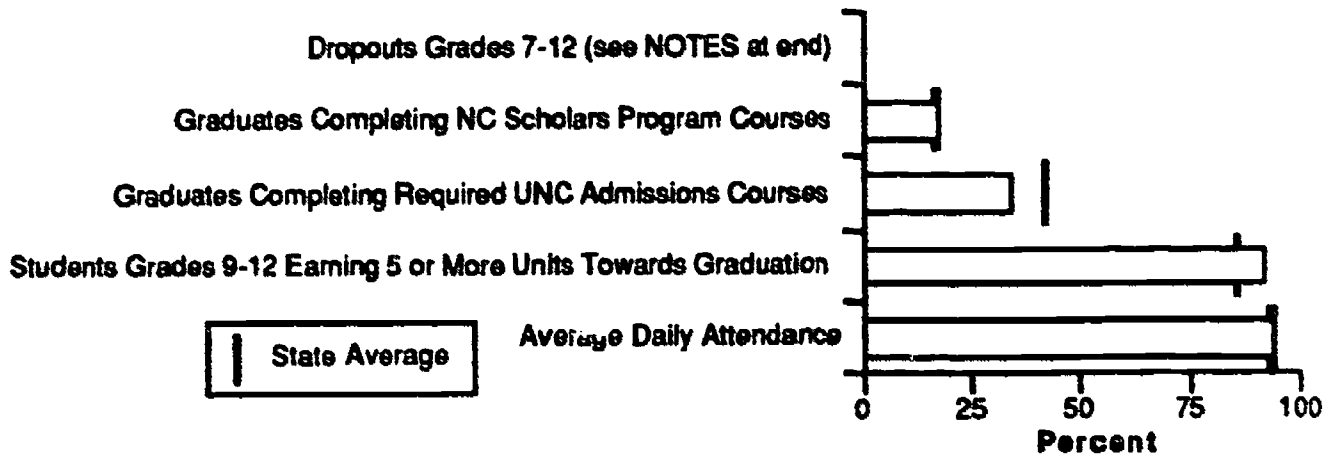 Dropouts Grades 7-12 (see NOTES at end)
Graduates Completing NC Scholars Program Courses
Graduates Completing Required UNC Admissions Courses
Students Grades 9-12 Earning 5 or More Units Towards Graduation
Average Daily Attendance
State Average
0 25 50 75 100
Percent